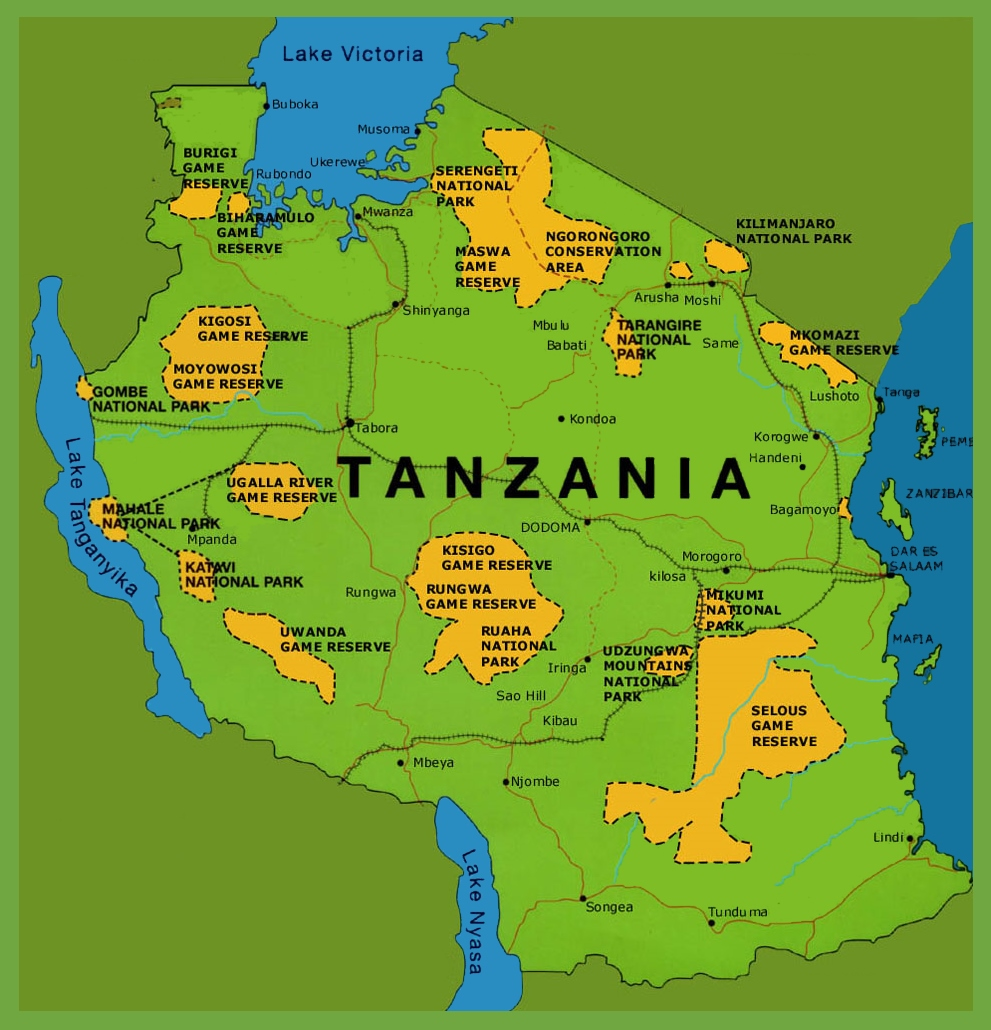 Lake Victoria
Buboka
Musoma
Ukerewe
Rubondo
BURIGI
GAME
RESERVE
BIHARAMULO
GAME
RESERVE
Mwanza
SERENGETI
NATIONAL
PARK
MASWA
GAME
RESERVE
NGORONGORO
CONSERVATION
AREA
KILIMANJARO
NATIONAL PARK
Arusha
Moshi
Shinyanga
KIGOSI
GAME RESERVE
MOYOWOSI
GAME RESERVE
Mbulu
Babati
TARANGIRE
NATIONAL
PARK
Same
MKOMAZI
GAME RESERVE
Lushoto
Tanga
GOMBE
NATIONAL PARK
Tabora
Kondoa
Korogwe
Handeni
PEME
Lake Tanganyika
TANZANIA
UGALLA RIVER
GAME RESERVE
ZANZIBAR
Bagamoyo
MAHALE
NATIONAL PARK
Mpanda
DODOMA
KATAVI
NATIONAL PARK
KISIGO
GAME RESERVE
Morogoro
kilosa
DAR ES
SALAAM
Rungwa
RUNGWA
GAME RESERVE
MIKUMI
NATIONAL
PARK
UWANDA
GAME RESERVE
RUAHA
NATIONAL
PARK
Iringa
UDZUNGWA
MOUNTAINS
NATIONAL
PARK
MAFIA
Sao Hill
Kibau
SELOUS
GAME
RESERVE
Mbeya
Njombe
Lake Nyasa
Lindi
Songea
Tunduma